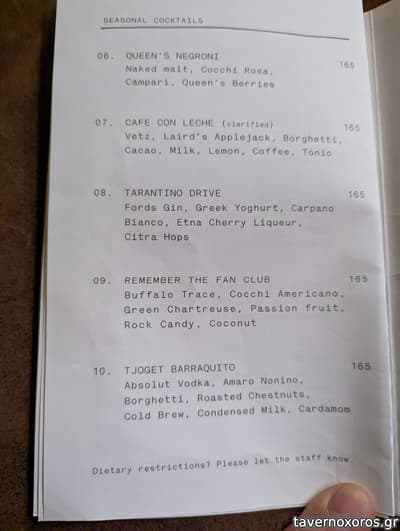 SEASONAL COCKTAILS
06. QUEEN'S NEGRONI 165
Naked malt, Cocchi Rosa,
Campari, Queen's Berries
07. CAFE CON LECHE (clarified) 165
Vetz, Laird's Applejack, Borghetti,
Cacao, Milk, Lemon, Coffee, Tonic
08. TARANTINO DRIVE 165
Fords Gin, Greek Yoghurt, Carpano
Bianco, Etna Cherry Liqueur,
Citra Hops
09. REMEMBER THE FAN CLUB 165
Buffalo Trace, Cocchi Americano,
Green Chartreuse, Passion fruit,
Rock Candy, Coconut
10. TJOGET BARRAQUITO 165
Absolut Vodka, Amaro Nonino,
Borghetti, Roasted Chestnuts,
Cold Brew, Condensed Milk, Cardamom
Dietary restrictions? Please let the staff know.
tavernoxoros.gr